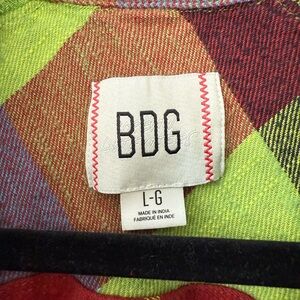 BDG
L-G
MADE IN INDIA
FABRIQUÉ EN INDE